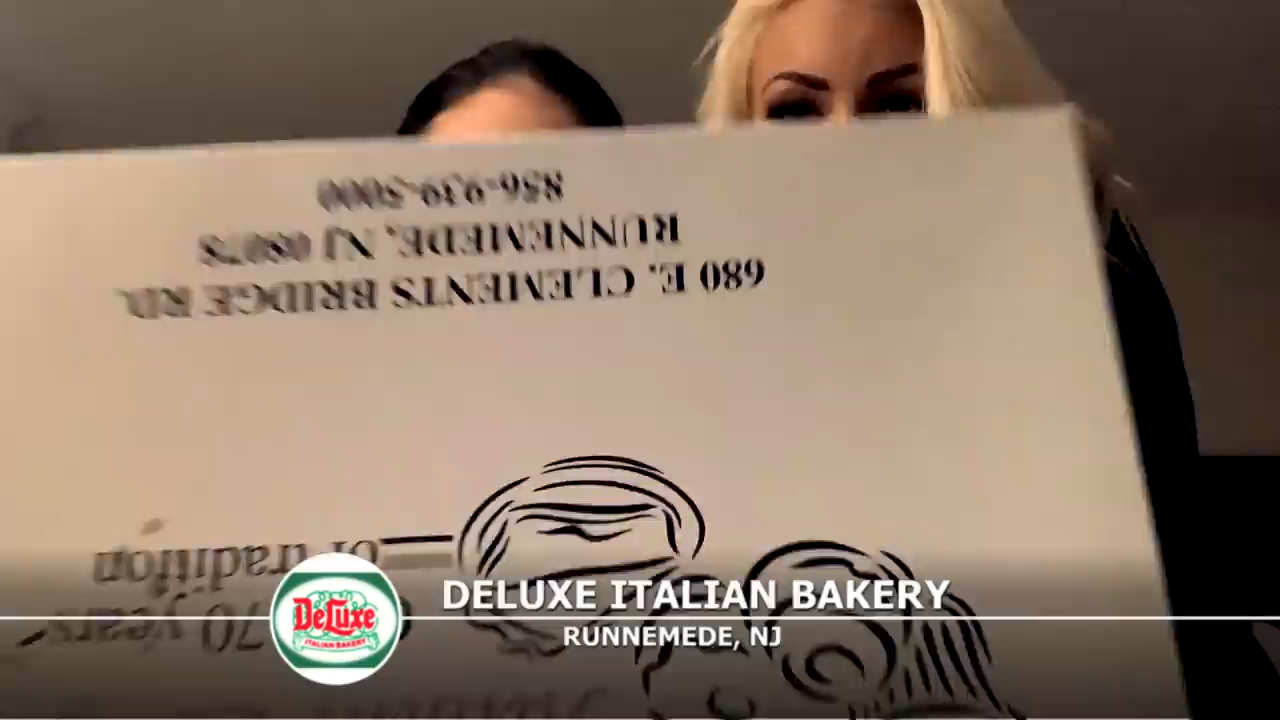 856-939-5000
RUNNEMEDE, NJ 08078
680 E. CLEMENTS BRIDGE RD.
of tradition
70 years
DeLuxe
ITALIAN BAKERY
DELUXE ITALIAN BAKERY
RUNNEMEDE, NJ